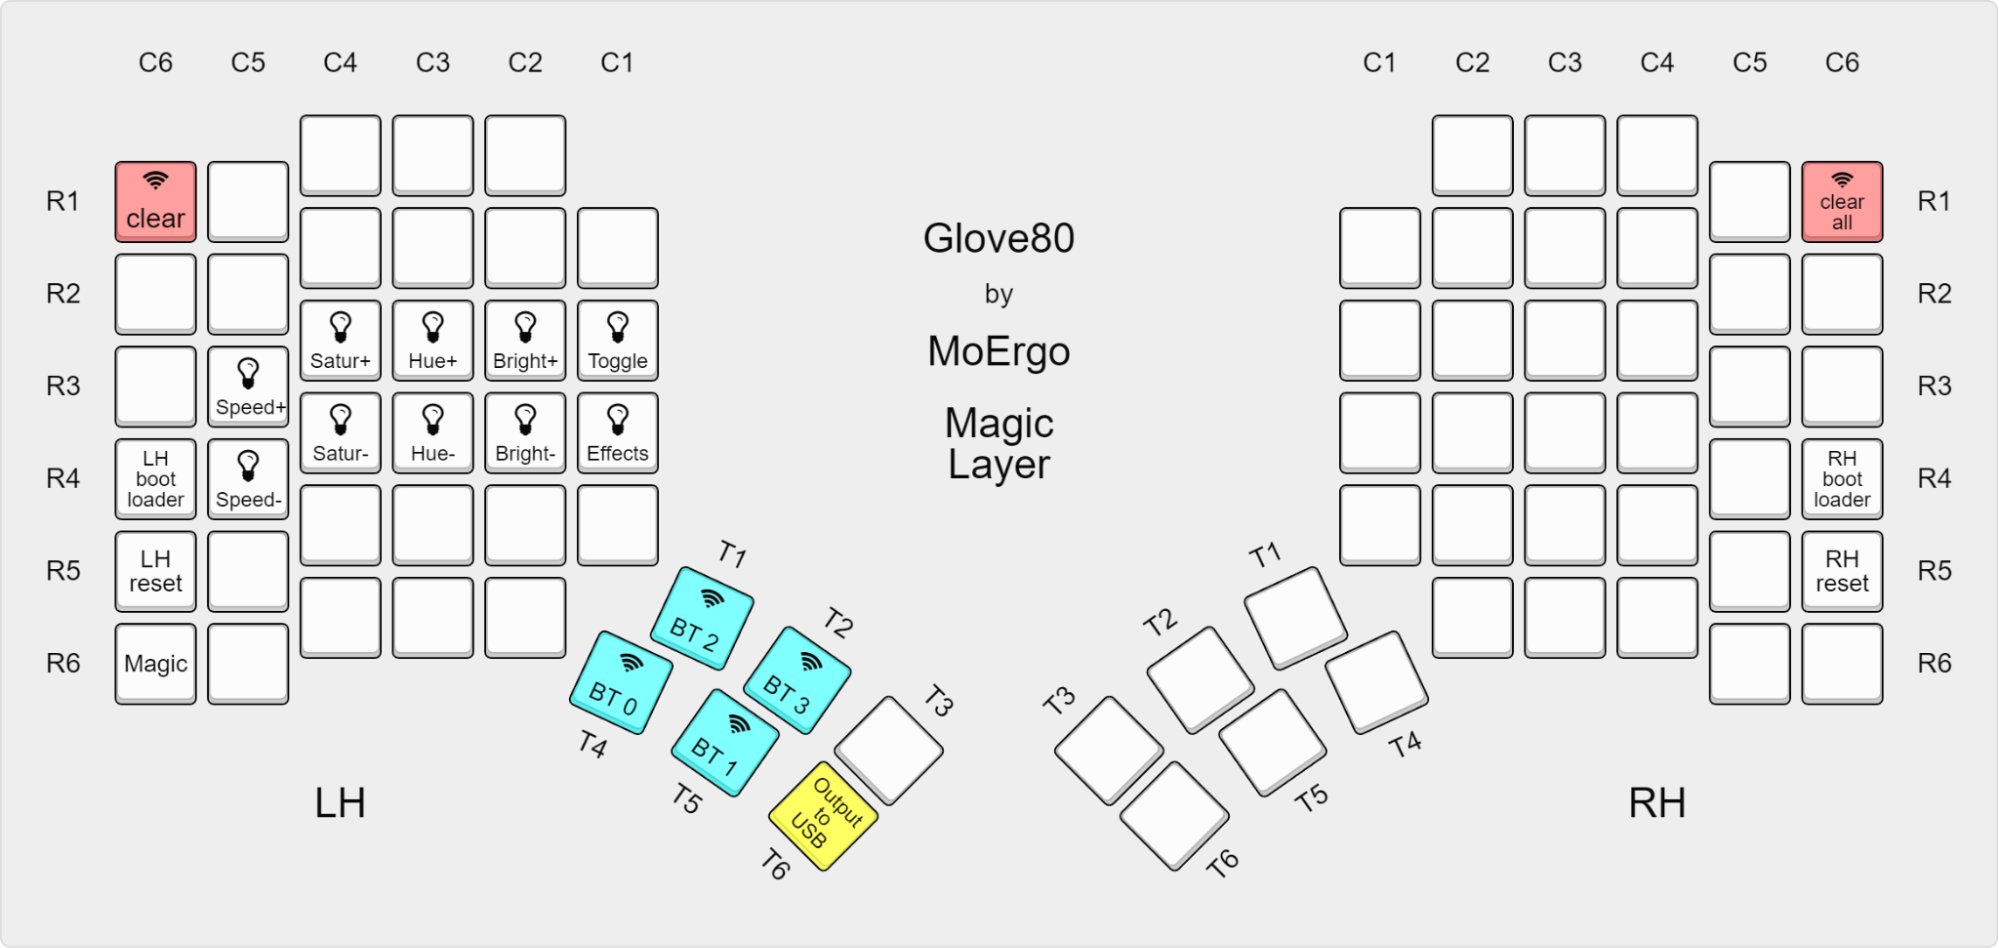 C6 C5 C4 C3 C2 C1
C1 C2 C3 C4 C5 C6
R1
clear
clear
all
R1
R2
R2
Glove80
by
MoErgo
Magic
Layer
Satur+
Hue+
Bright+
Toggle
R3
Speed+
R3
Satur-
Hue-
Bright-
Effects
R4
LH
boot
loader
Speed-
RH
boot
loader
R4
R5
LH
reset
RH
reset
R5
R6
Magic
R6
T1
BT 2
T2
BT 3
T3
BT 0
T4
BT 1
T5
Output
to
USB
T6
T1
T2
T3
T4
T5
T6
LH
RH